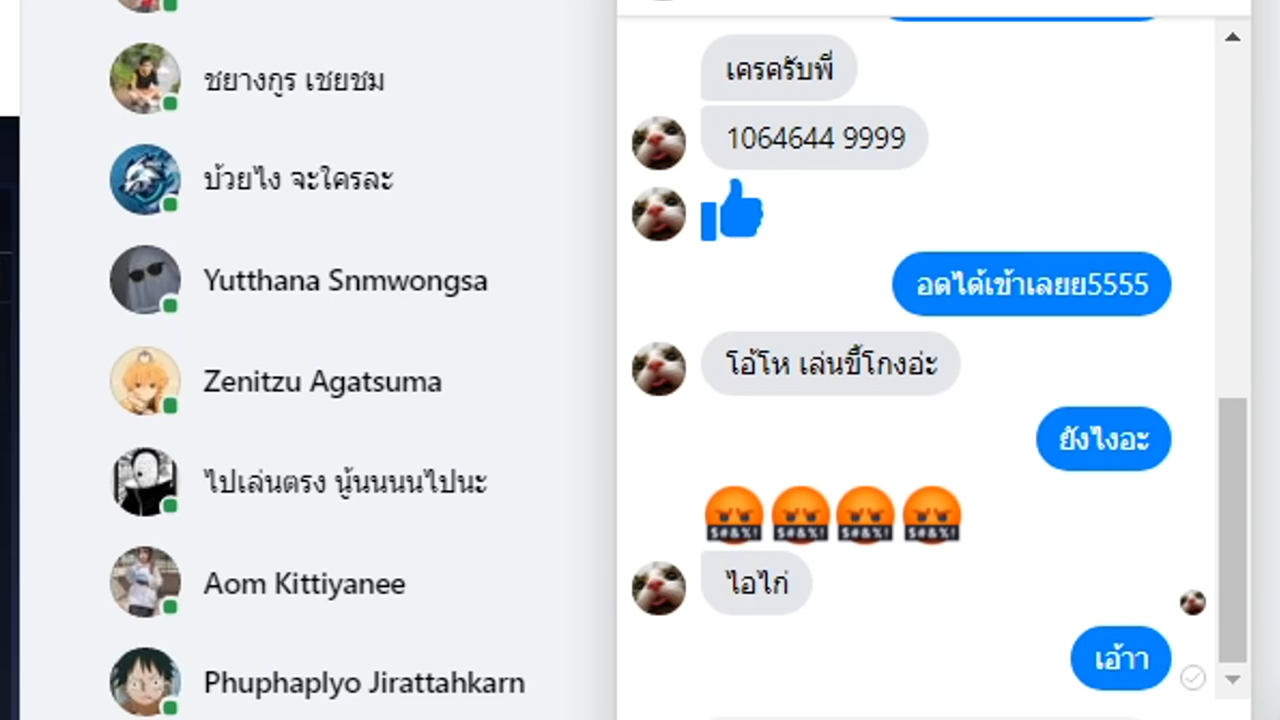 ชยางกูร เชยชม
บ้วยไง จะใครละ
Yutthana Snmwongsa
Zenitzu Agatsuma
ไปเล่นตรง นู้นนนนไปนะ
Aom Kittiyanee
Phuphaplyo Jirattahkarn
เครครับพี่
1064644 9999
อดได้เข้าเลยย5555
โอ้โห เล่นขี้โกงอ่ะ
ยังไงอะ
$#&%!
$#&%!
$#&%!
$#&%!
ไอไก่
เอ้าา